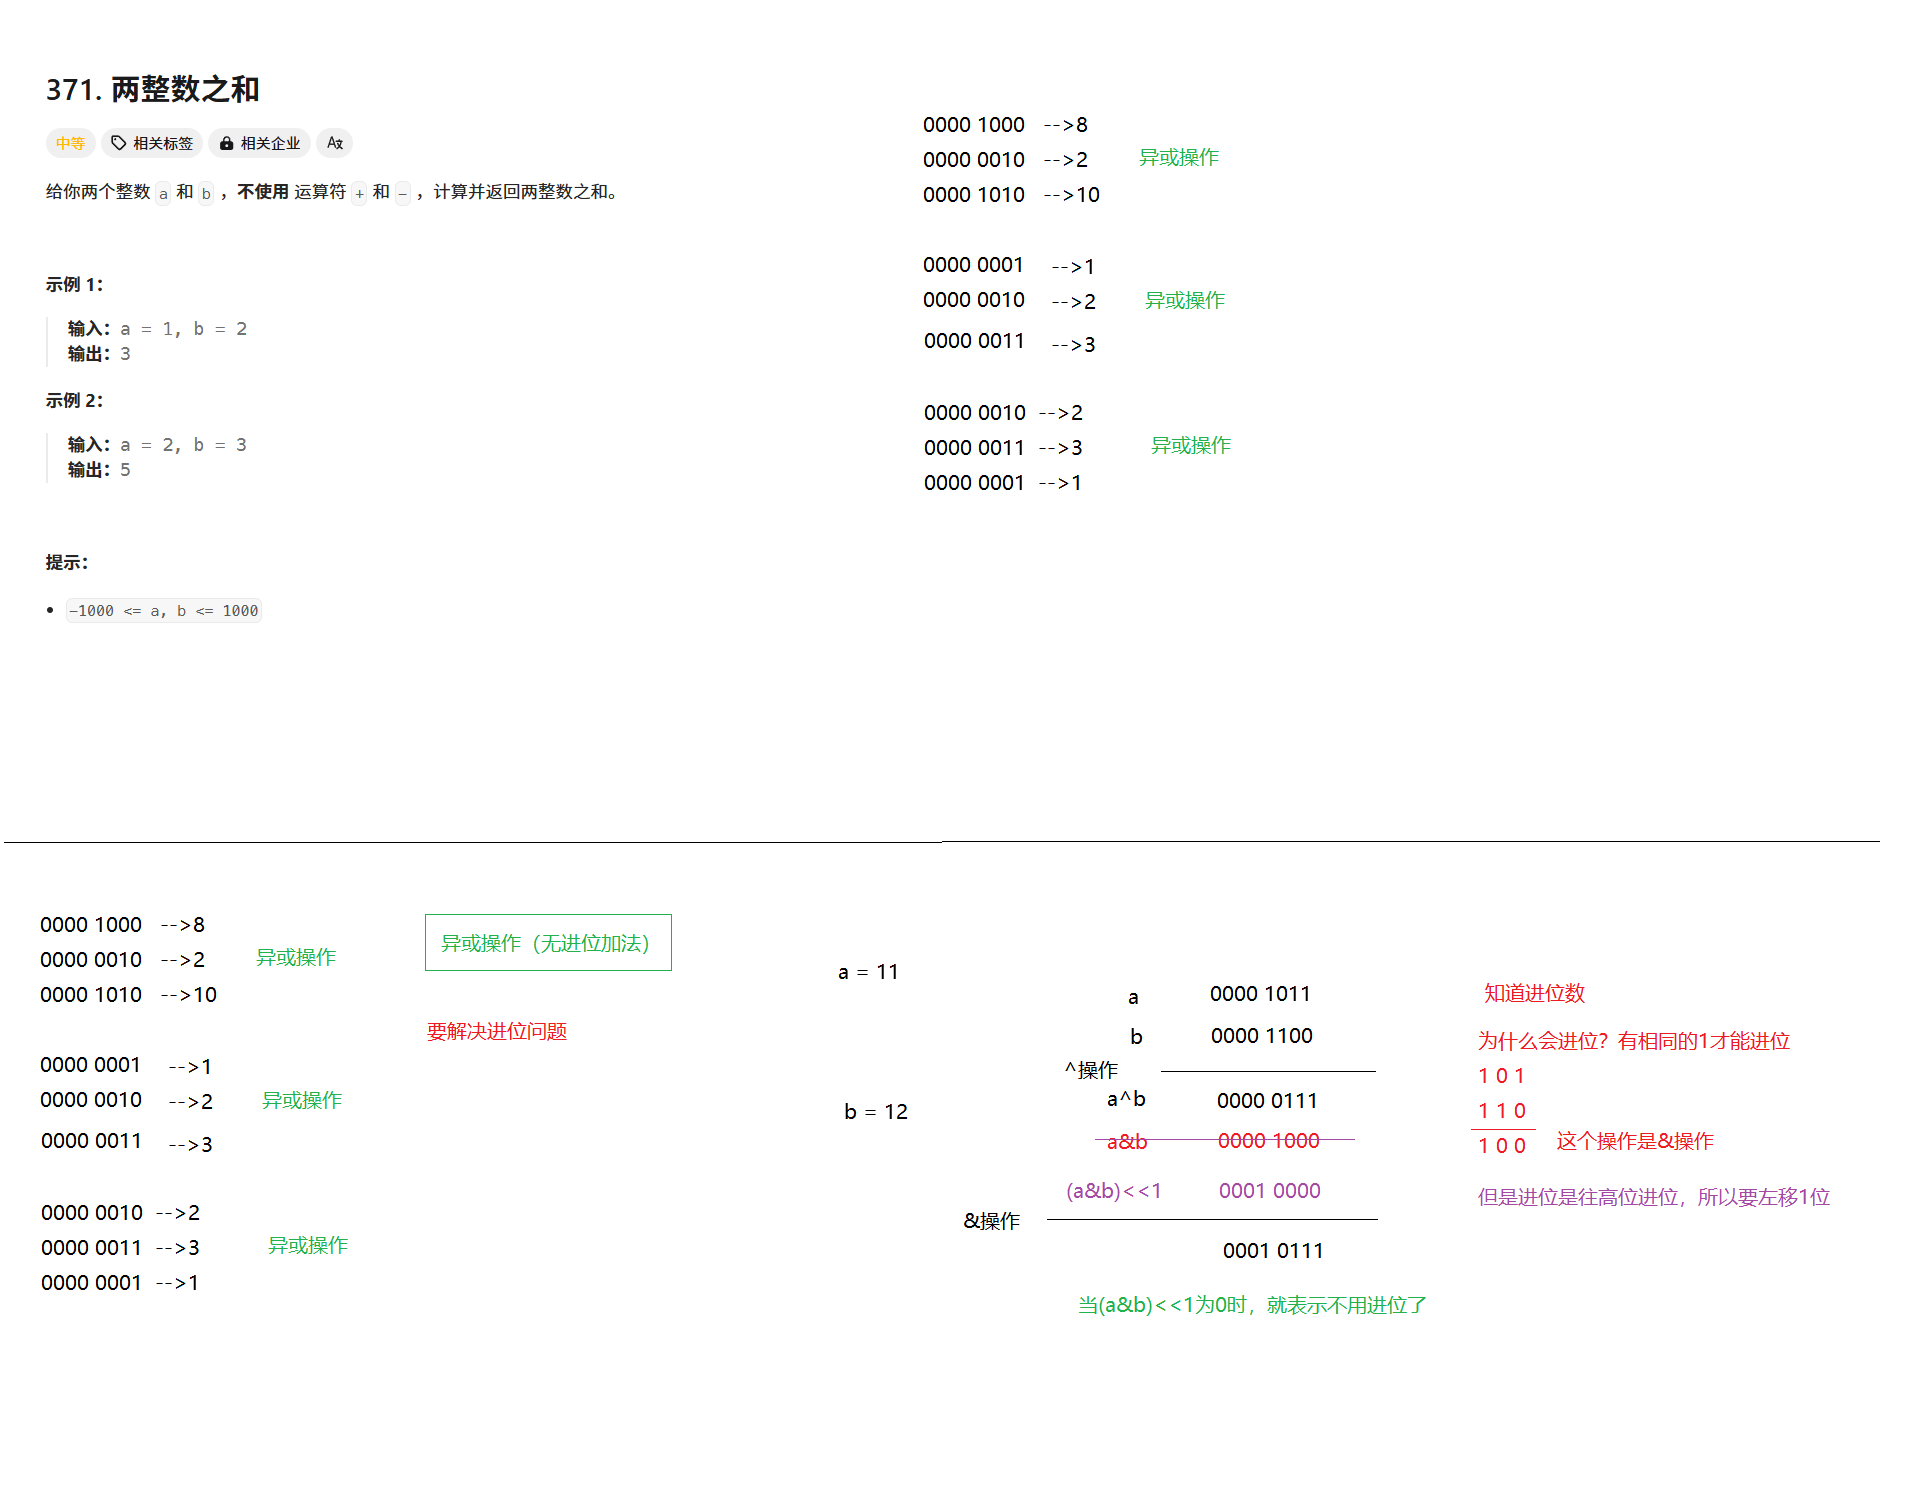 371. 两整数之和
中等 相关标签 相关企业 Aあ
给你两个整数 a 和 b ，不使用 运算符 + 和 - ，计算并返回两整数之和。
示例 1：
输入：a = 1, b = 2
输出：3
示例 2：
输入：a = 2, b = 3
输出：5
提示：
-1000 <= a, b <= 1000
0000 1000 -->8
0000 0010 -->2 异或操作
0000 1010 -->10
0000 0001 -->1
0000 0010 -->2 异或操作
0000 0011 -->3
0000 0010 -->2
0000 0011 -->3 异或操作
0000 0001 -->1
0000 1000 -->8
0000 0010 -->2 异或操作
0000 1010 -->10
0000 0001 -->1
0000 0010 -->2 异或操作
0000 0011 -->3
0000 0010 -->2
0000 0011 -->3 异或操作
0000 0001 -->1
异或操作（无进位加法）
要解决进位问题
a = 11
b = 12
a 0000 1011
b 0000 1100
^操作
a^b 0000 0111
a&b 0000 1000
(a&b)<<1 0001 0000
&操作
0001 0111
当(a&b)<<1为0时，就表示不用进位了
知道进位数
为什么会进位？有相同的1才能进位
1 0 1
1 1 0
1 0 0 这个操作是&操作
但是进位是往高位进位，所以要左移1位